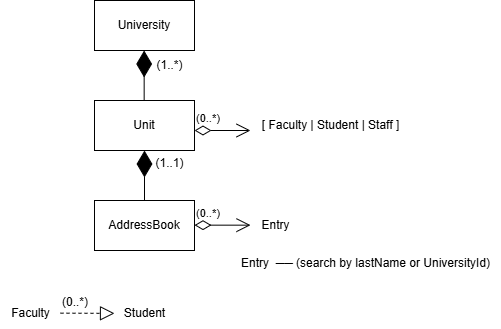 University
(1..*)
Unit
(0..*)
[ Faculty | Student | Staff ]
(1..1)
AddressBook
(0..*)
Entry
Entry — (search by lastName or UniversityId)
(0..*)
Faculty
Student